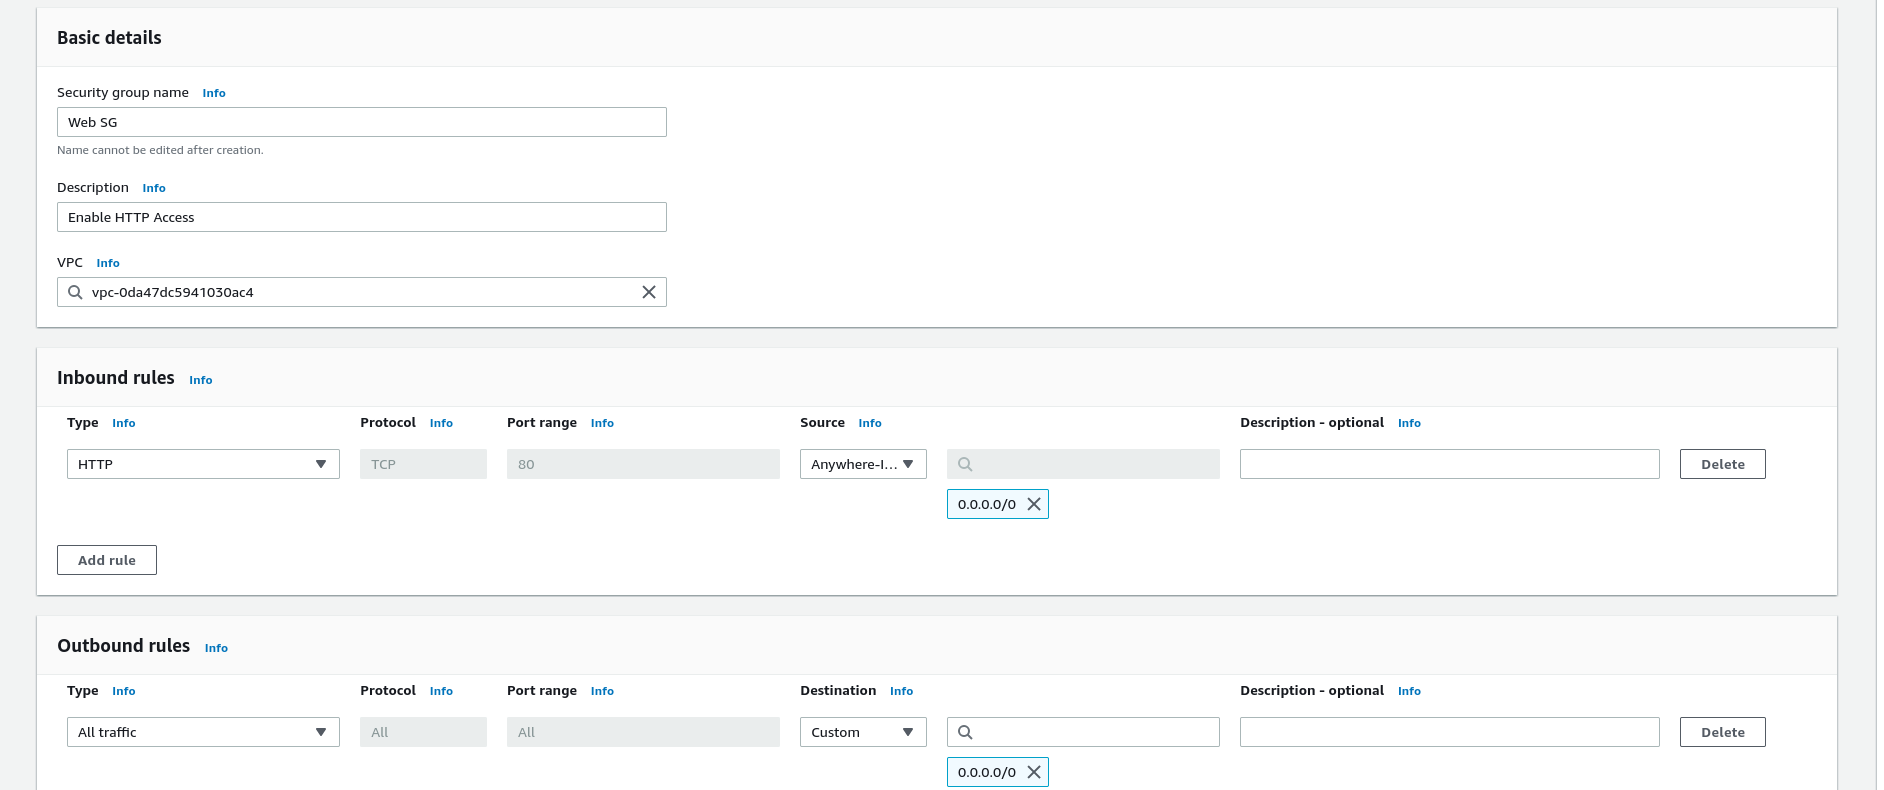 Basic details
Security group name Info
Web SG
Name cannot be edited after creation.
Description Info
Enable HTTP Access
VPC Info
vpc-0da47dc5941030ac4
Inbound rules Info
Type Info Protocol Info Port range Info Source Info Description - optional Info
HTTP TCP 80 Anywhere-I... Delete
0.0.0.0/0
Add rule
Outbound rules Info
Type Info Protocol Info Port range Info Destination Info Description - optional Info
All traffic All All Custom Delete
0.0.0.0/0